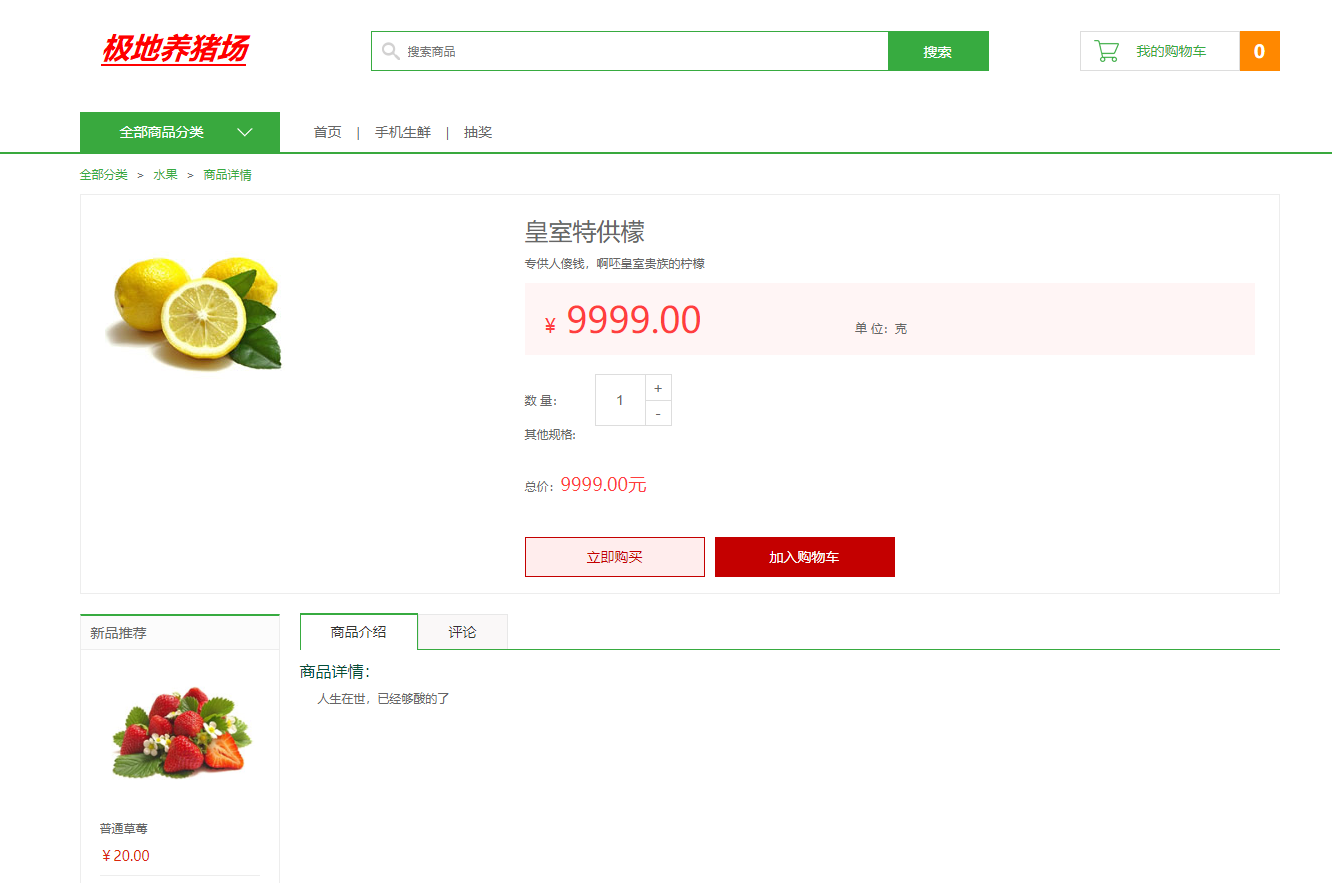 极地养猪场
搜索商品
搜索
我的购物车
0
全部商品分类
首页 | 手机生鲜 | 抽奖
全部分类 > 水果 > 商品详情
皇室特供檬
专供人傻钱，啊呸皇室贵族的柠檬
¥ 9999.00
单 位：克
数 量：
1
+
-
其他规格:
总价：9999.00元
立即购买
加入购物车
新品推荐
商品介绍
评论
商品详情：
人生在世，已经够酸的了
普通草莓
￥20.00